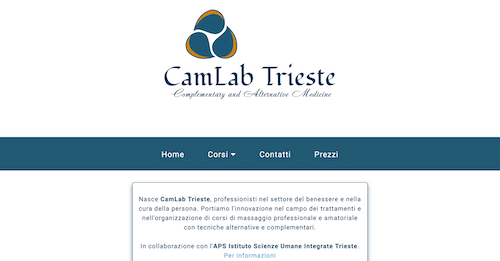 CamLab Trieste
Complementary and Alternative Medicine
Home Corsi Contatti Prezzi
Nasce CamLab Trieste, professionisti nel settore del benessere e nella
cura della persona. Portiamo l'innovazione nel campo dei trattamenti e
nell'organizzazione di corsi di massaggio professionale e amatoriale
con tecniche alternative e complementari.
In collaborazione con l'APS Istituto Scienze Umane Integrate Trieste.
Per informazioni